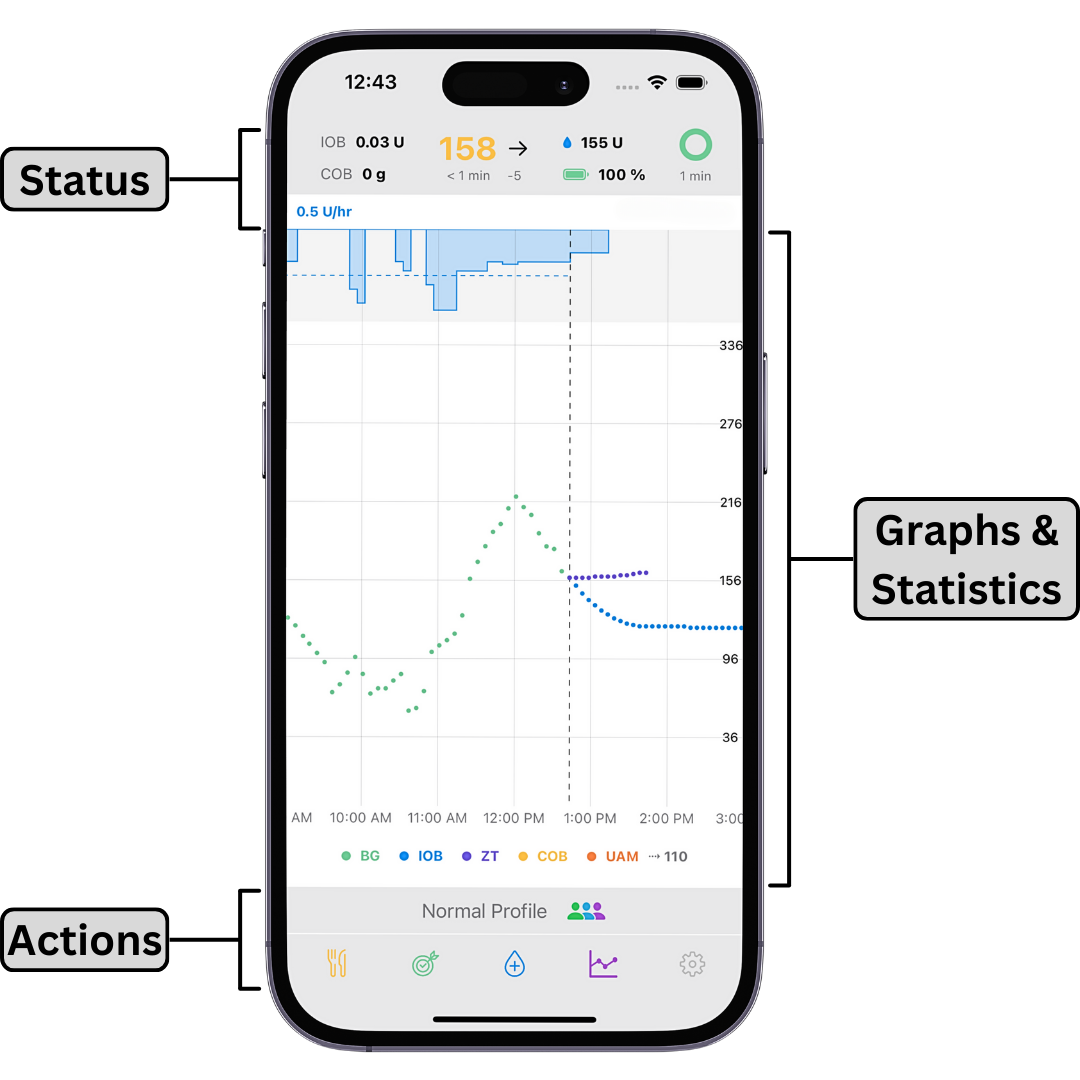 12:43
IOB 0.03 U
158
155 U
COB 0 g
< 1 min -5
100 %
1 min
Status
0.5 U/hr
336
276
216
Graphs &
Statistics
156
96
36
AM 10:00 AM 11:00 AM 12:00 PM 1:00 PM 2:00 PM 3:00
BG IOB ZT COB UAM ⤑ 110
Normal Profile
Actions